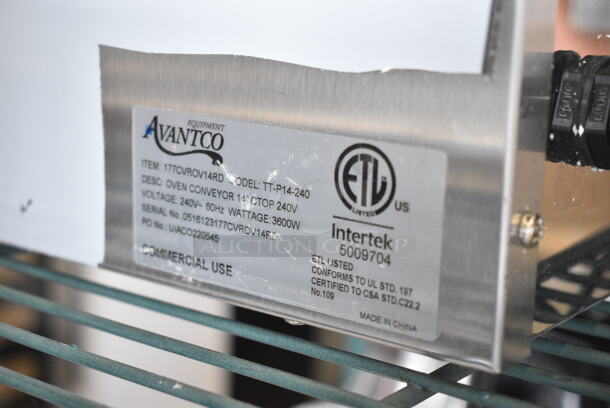 AVANTCO
EQUIPMENT
ITEM: 177CVROV14RD MODEL: TT-P14-240
DESC: OVEN CONVEYOR 14" CTOP 240V
VOLTAGE: 240V~ 60Hz WATTAGE: 3600W
SERIAL No.:0516123177CVROV14RD
PO No.: UIACO220545
COMMERCIAL USE
ETL
LISTED
US
Intertek
5009704
ETL LISTED
CONFORMS TO UL STD. 197
CERTIFIED TO CSA STD.C22.2
No.109
MADE IN CHINA
AUCTION